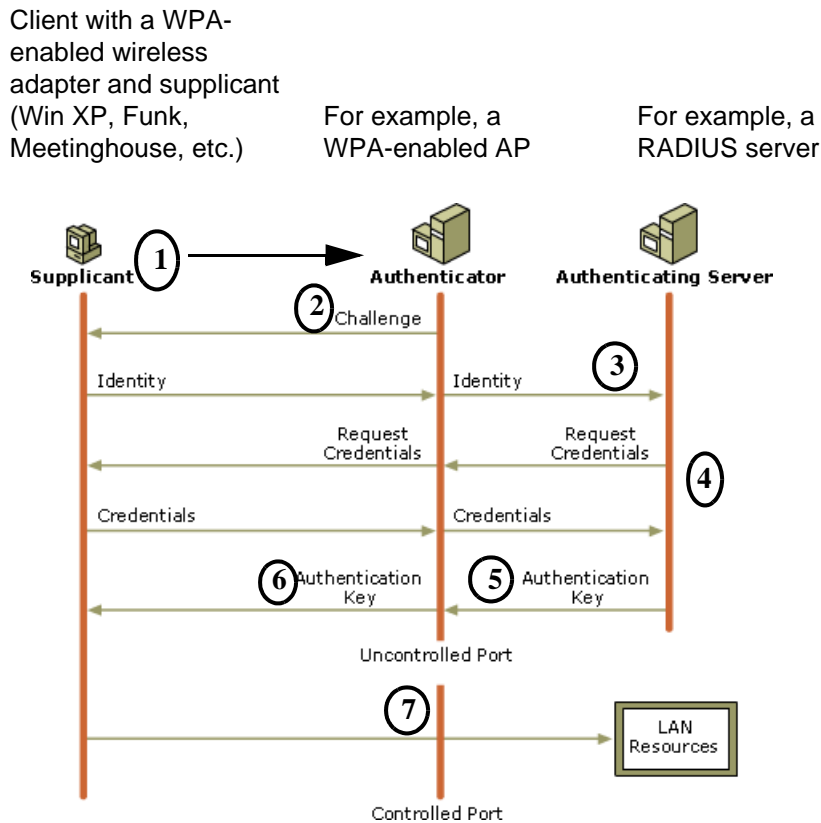 Client with a WPA-
enabled wireless
adapter and supplicant
(Win XP, Funk,
Meetinghouse, etc.)
For example, a
WPA-enabled AP
For example, a
RADIUS server
1
Supplicant
Authenticator
Authenticating Server
2
Challenge
3
Identity
Identity
Request
Credentials
Request
Credentials
4
Credentials
Credentials
6
Authentication
Key
5
Authentication
Key
Uncontrolled Port
7
LAN
Resources
Controlled Port